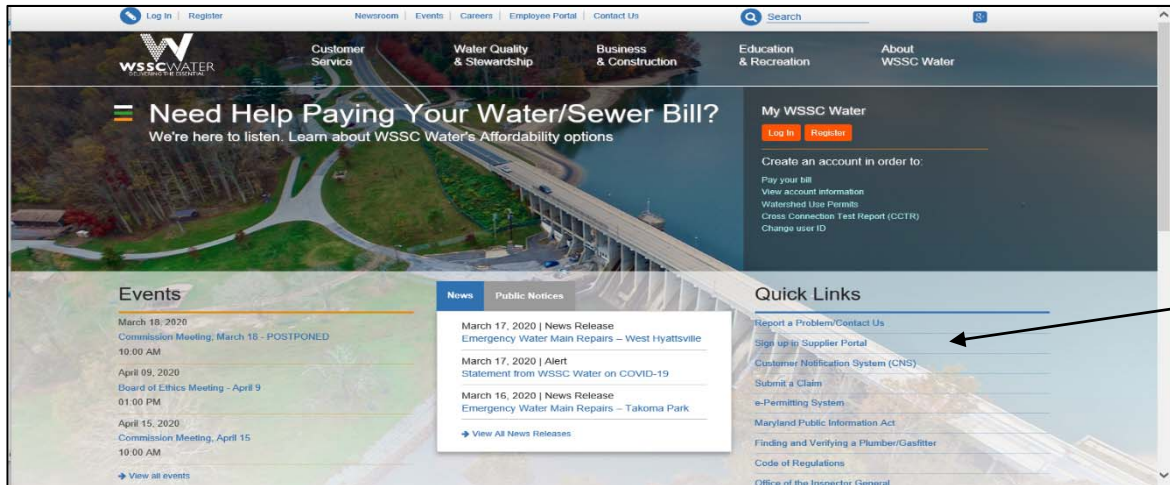 Log In | Register
Newsroom | Events | Careers | Employee Portal | Contact Us
Search
g+
WSSCWATER
DELIVERING THE ESSENTIAL
Customer
Service
Water Quality
& Stewardship
Business
& Construction
Education
& Recreation
About
WSSC Water
Need Help Paying Your Water/Sewer Bill?
We're here to listen. Learn about WSSC Water's Affordability options
My WSSC Water
Log In
Register
Create an account in order to:
Pay your bill
View account information
Watershed Use Permits
Cross Connection Test Report (CCTR)
Change user ID
Events
March 18, 2020
Commission Meeting, March 18 - POSTPONED
10:00 AM
April 09, 2020
Board of Ethics Meeting - April 9
01:00 PM
April 15, 2020
Commission Meeting, April 15
10:00 AM
View all events
News
Public Notices
March 17, 2020 | News Release
Emergency Water Main Repairs – West Hyattsville
March 17, 2020 | Alert
Statement from WSSC Water on COVID-19
March 16, 2020 | News Release
Emergency Water Main Repairs – Takoma Park
View All News Releases
Quick Links
Report a Problem/Contact Us
Sign up in Supplier Portal
Customer Notification System (CNS)
Submit a Claim
e-Permitting System
Maryland Public Information Act
Finding and Verifying a Plumber/Gasfitter
Code of Regulations
Office of the Inspector General